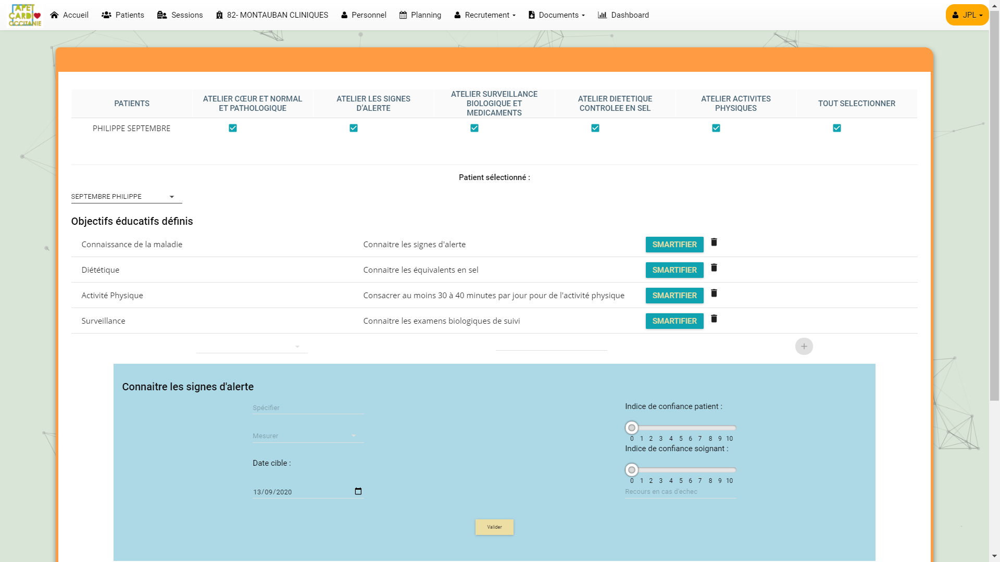 APET
CARDIO
OCCITANIE
Accueil
Patients
Sessions
82- MONTAUBAN CLINIQUES
Personnel
Planning
Recrutement
Documents
Dashboard
JPL
PATIENTS
ATELIER CŒUR ET NORMAL
ET PATHOLOGIQUE
ATELIER LES SIGNES
D’ALERTE
ATELIER SURVEILLANCE
BIOLOGIQUE ET
MEDICAMENTS
ATELIER DIETETIQUE
CONTROLEE EN SEL
ATELIER ACTIVITES
PHYSIQUES
TOUT SELECTIONNER
PHILIPPE SEPTEMBRE
Patient sélectionné :
SEPTEMBRE PHILIPPE
Objectifs éducatifs définis
Connaissance de la maladie
Connaitre les signes d'alerte
SMARTIFIER
Diététique
Connaitre les équivalents en sel
SMARTIFIER
Activité Physique
Consacrer au moins 30 à 40 minutes par jour pour de l'activité physique
SMARTIFIER
Surveillance
Connaitre les examens biologiques de suivi
SMARTIFIER
Connaitre les signes d'alerte
Spécifier
Mesurer
Date cible :
13/09/2020
Indice de confiance patient :
0 1 2 3 4 5 6 7 8 9 10
Indice de confiance soignant :
0 1 2 3 4 5 6 7 8 9 10
Recours en cas d'echec
Valider